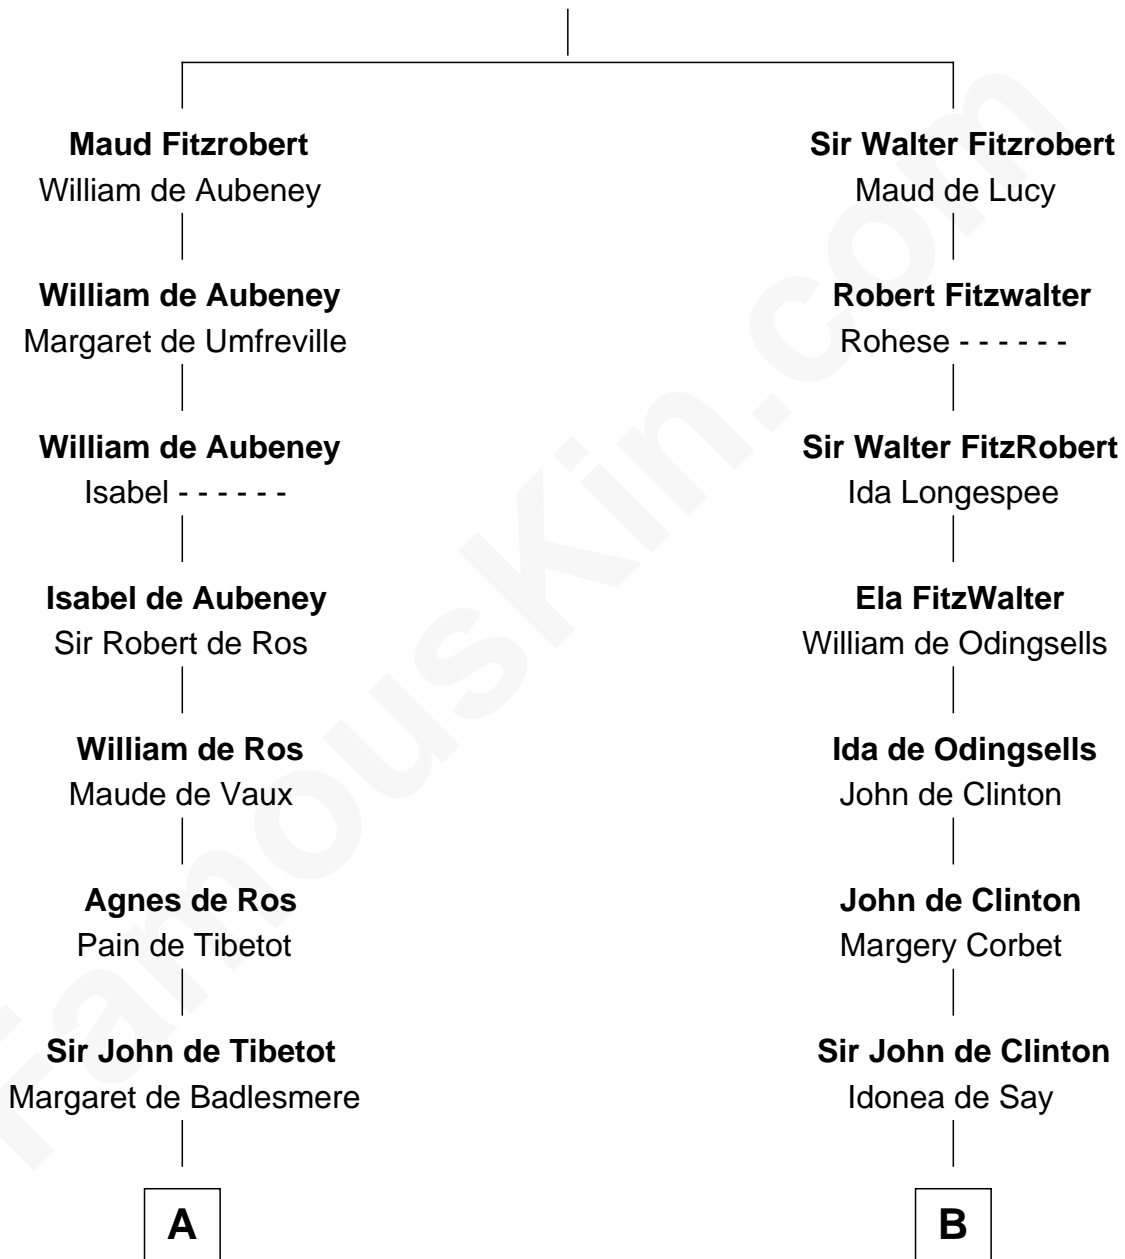 Maud Fitzrobert
William de Aubeney
William de Aubeney
Margaret de Umfreville
William de Aubeney
Isabel - - - - - -
Isabel de Aubeney
Sir Robert de Ros
William de Ros
Maude de Vaux
Agnes de Ros
Pain de Tibetot
Sir John de Tibetot
Margaret de Badlesmere
A
Sir Walter Fitzrobert
Maud de Lucy
Robert Fitzwalter
Rohese - - - - - -
Sir Walter FitzRobert
Ida Longespee
Ela FitzWalter
William de Odingsells
Ida de Odingsells
John de Clinton
John de Clinton
Margery Corbet
Sir John de Clinton
Idonea de Say
B
FamousKin.com